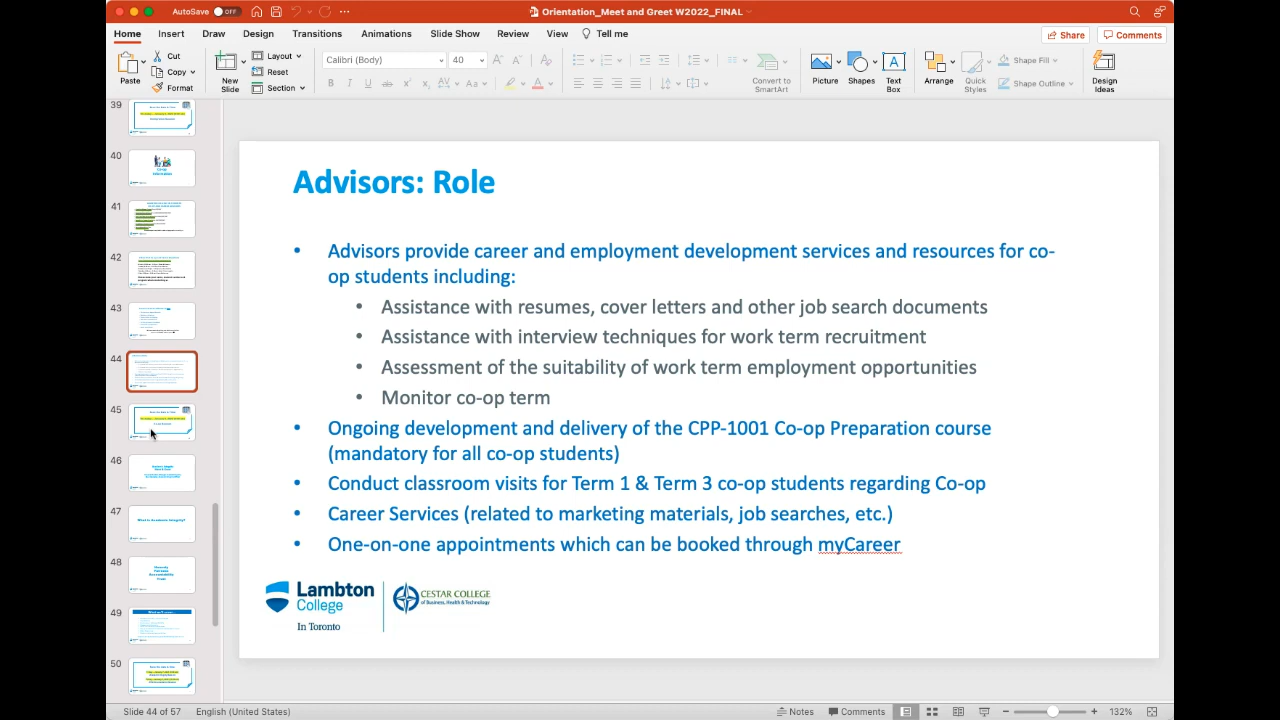 AutoSave OFF
Orientation_Meet and Greet W2022_FINAL
Home Insert Draw Design Transitions Animations Slide Show Review View Tell me
Share Comments
Paste
Cut
Copy
Format
New
Slide
Layout
Reset
Section
Calibri (Body) 40
Convert to
SmartArt
Picture
Shapes
Text
Box
Arrange
Quick
Styles
Shape Fill
Shape Outline
Design
Ideas
39
40
41
42
43
44
45
46
47
What is Academic Integrity?
48
49
50
Advisors: Role
• Advisors provide career and employment development services and resources for co-
op students including:
• Assistance with resumes, cover letters and other job search documents
• Assistance with interview techniques for work term recruitment
• Assessment of the suitability of work term employment opportunities
• Monitor co-op term
• Ongoing development and delivery of the CPP-1001 Co-op Preparation course
(mandatory for all co-op students)
• Conduct classroom visits for Term 1 & Term 3 co-op students regarding Co-op
• Career Services (related to marketing materials, job searches, etc.)
• One-on-one appointments which can be booked through myCareer
Lambton
College
In Toronto
CESTAR COLLEGE
of Business, Health & Technology
Slide 44 of 57 English (United States)
Notes Comments 132%